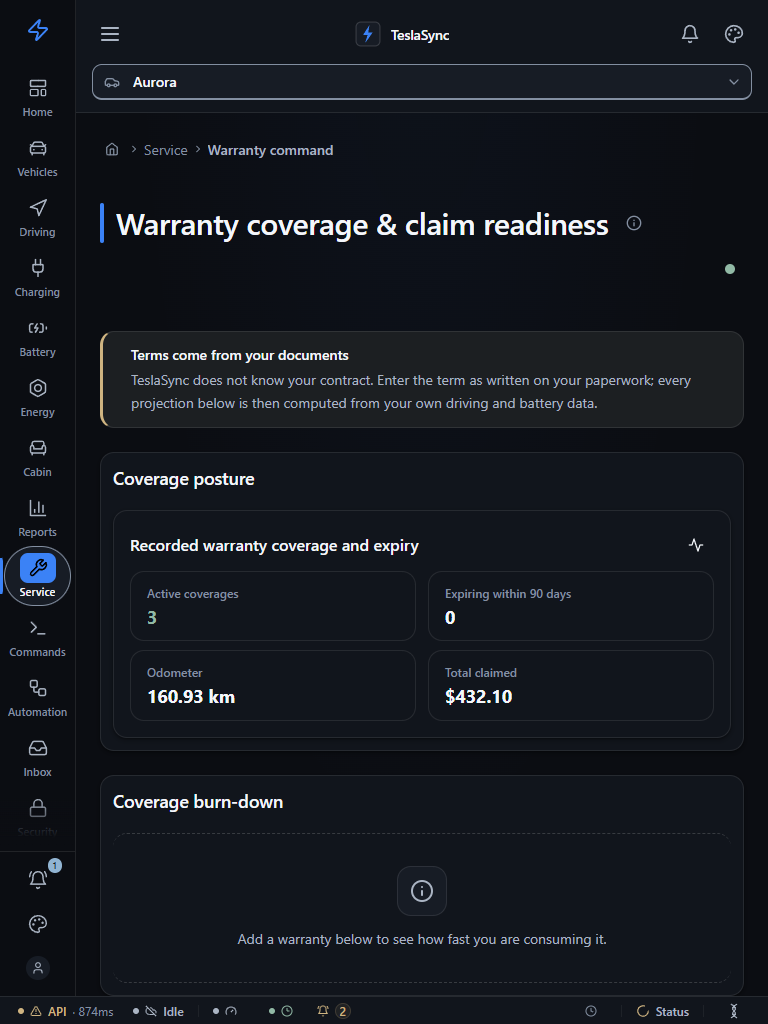 TeslaSync
Aurora
Home
Vehicles
Driving
Charging
Battery
Energy
Cabin
Reports
Service
Commands
Automation
Inbox
Security
1
Service
Warranty command
Warranty coverage & claim readiness
Terms come from your documents
TeslaSync does not know your contract. Enter the term as written on your paperwork; every
projection below is then computed from your own driving and battery data.
Coverage posture
Recorded warranty coverage and expiry
Active coverages
3
Expiring within 90 days
0
Odometer
160.93 km
Total claimed
$432.10
Coverage burn-down
Add a warranty below to see how fast you are consuming it.
API · 874ms
Idle
2
Status